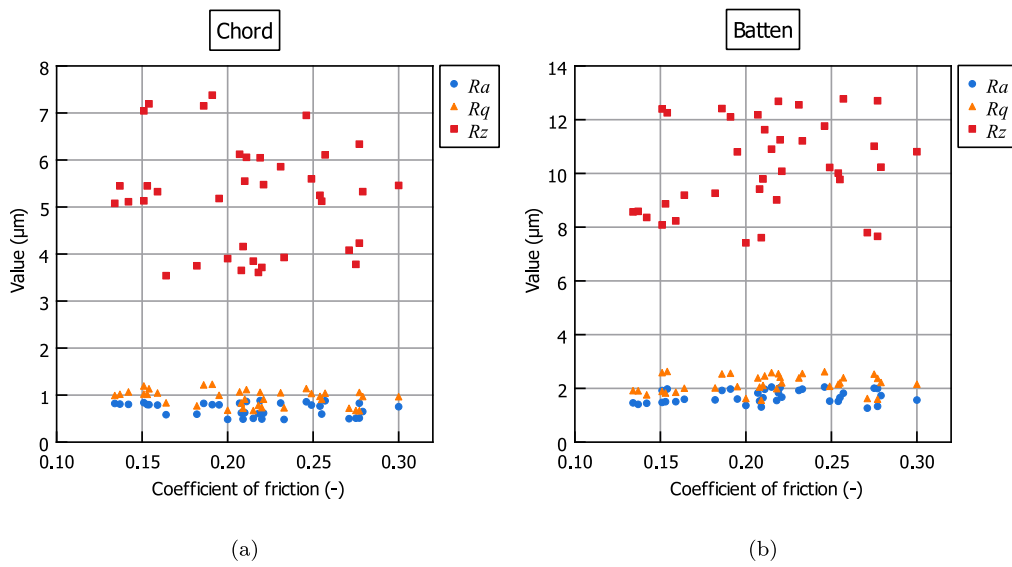 Chord
Ra
Rq
Rz
8
7
6
5
4
3
2
1
0
Value (μm)
0.10 0.15 0.20 0.25 0.30
Coefficient of friction (-)
(a)
Batten
Ra
Rq
Rz
14
12
10
8
6
4
2
0
Value (μm)
0.10 0.15 0.20 0.25 0.30
Coefficient of friction (-)
(b)